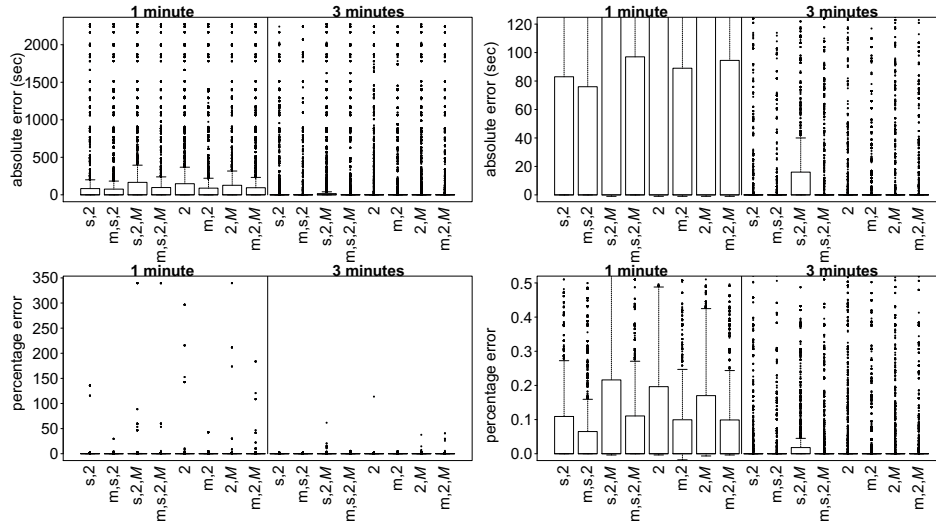 1 minute 3 minutes
absolute error (sec)
2000
1500
1000
500
0
s,2 m,s,2 s,2,M m,s,2,M 2 m,2 2,M m,2,M s,2 m,s,2 s,2,M m,s,2,M 2 m,2 2,M m,2,M
1 minute 3 minutes
absolute error (sec)
120
100
80
60
40
20
0
s,2 m,s,2 s,2,M m,s,2,M 2 m,2 2,M m,2,M s,2 m,s,2 s,2,M m,s,2,M 2 m,2 2,M m,2,M
1 minute 3 minutes
percentage error
350
300
250
200
150
100
50
0
s,2 m,s,2 s,2,M m,s,2,M 2 m,2 2,M m,2,M s,2 m,s,2 s,2,M m,s,2,M 2 m,2 2,M m,2,M
1 minute 3 minutes
percentage error
0.5
0.4
0.3
0.2
0.1
0.0
s,2 m,s,2 s,2,M m,s,2,M 2 m,2 2,M m,2,M s,2 m,s,2 s,2,M m,s,2,M 2 m,2 2,M m,2,M